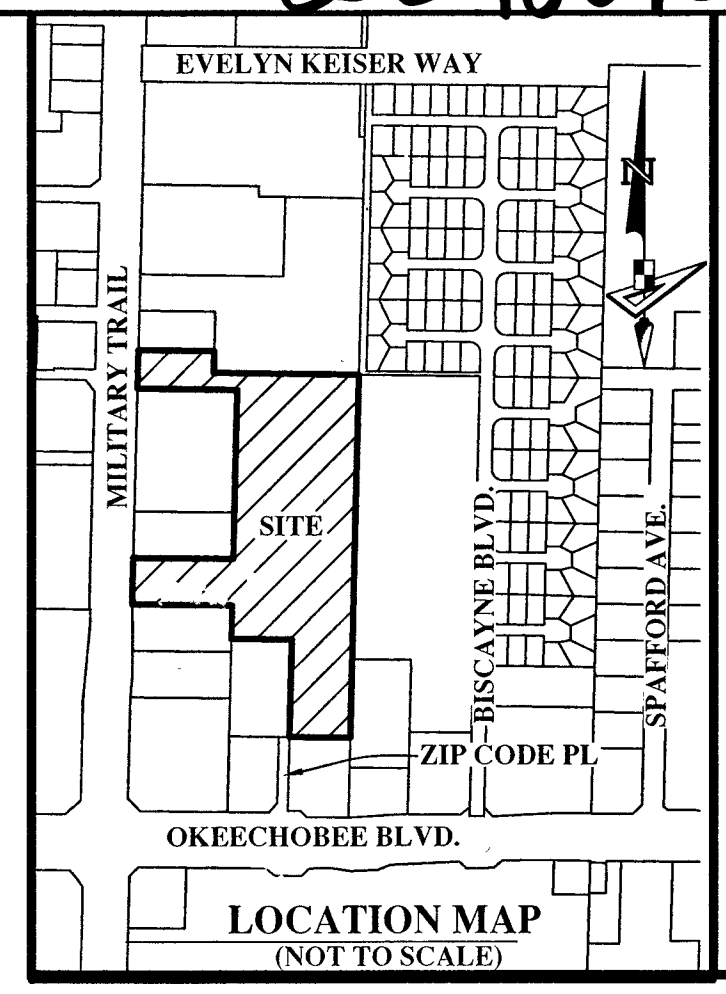 EVELYN KEISER WAY
N
MILITARY TRAIL
SITE
BISCAYNE BLVD.
SPAFFORD AVE.
ZIP CODE PL
OKEECHOBEE BLVD.
LOCATION MAP
(NOT TO SCALE)